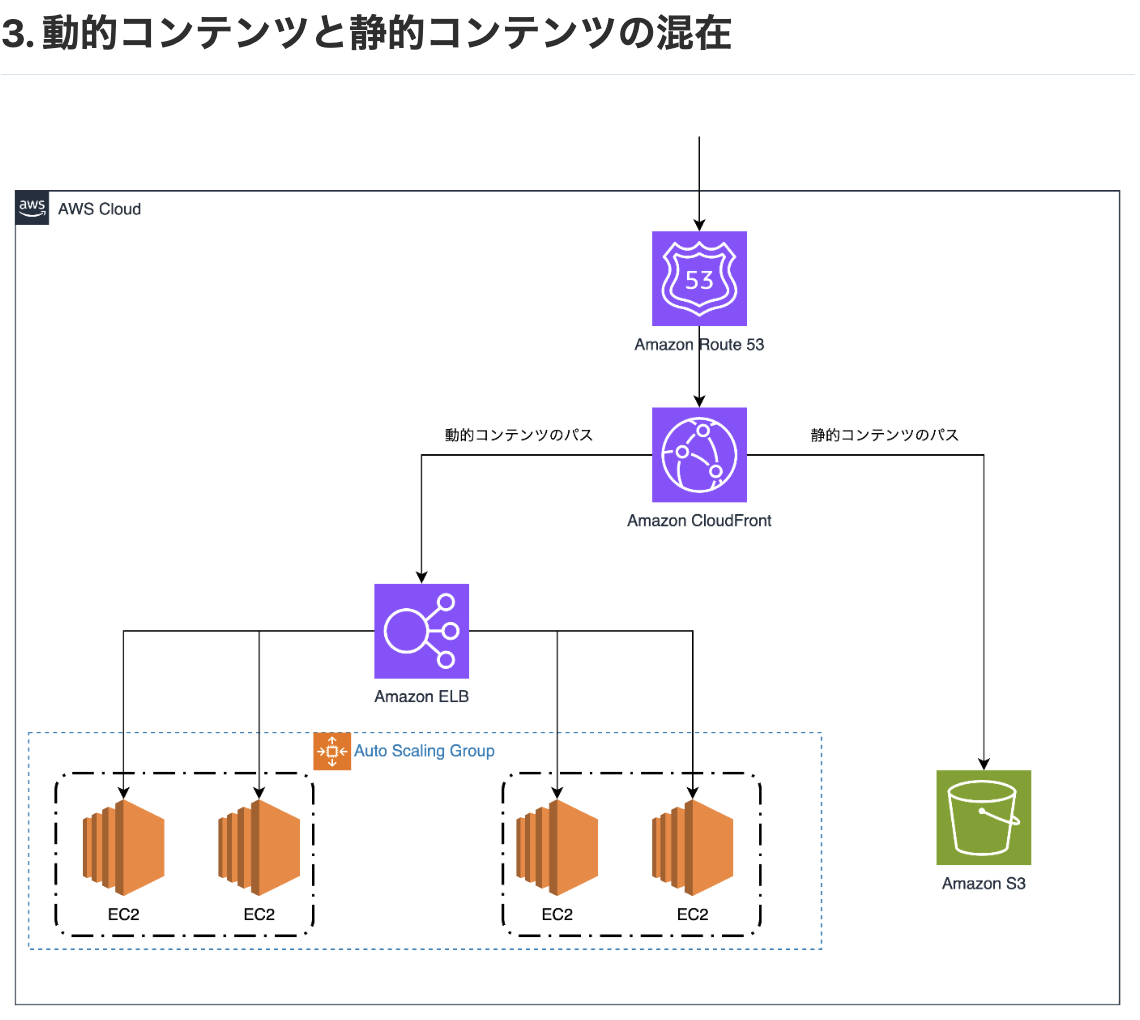 3. 動的コンテンツと静的コンテンツの混在
aws
AWS Cloud
53
Amazon Route 53
動的コンテンツのパス
静的コンテンツのパス
Amazon CloudFront
Amazon ELB
Auto Scaling Group
EC2
EC2
EC2
EC2
Amazon S3